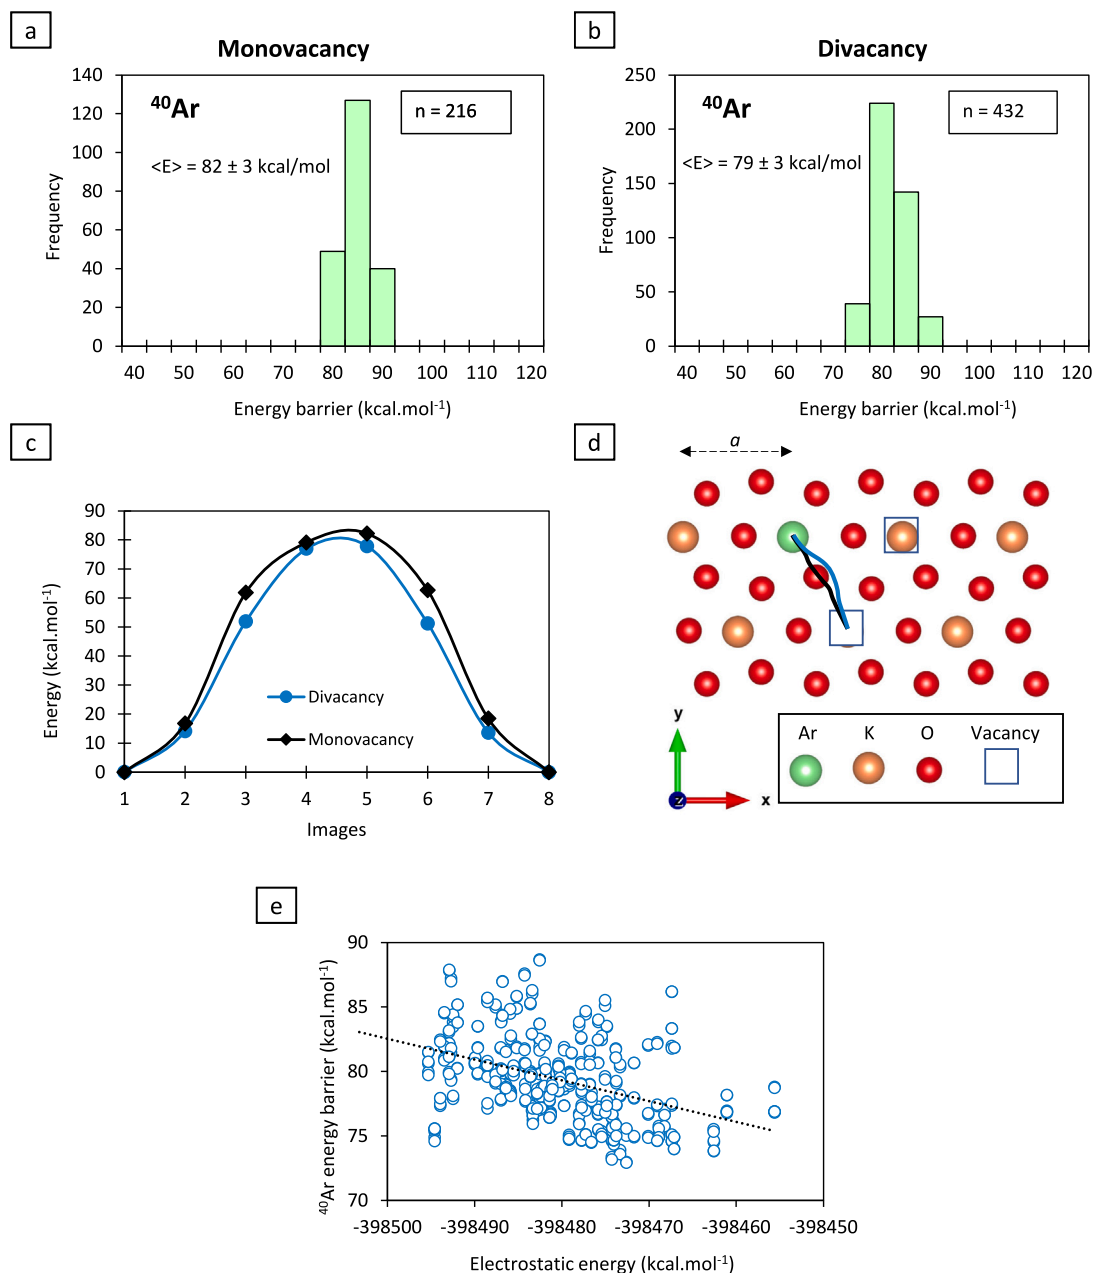 a
Monovacancy
⁴⁰Ar
n = 216
<E> = 82 ± 3 kcal/mol
Frequency
140
120
100
80
60
40
20
0
40 50 60 70 80 90 100 110 120
Energy barrier (kcal.mol⁻¹)
b
Divacancy
⁴⁰Ar
n = 432
<E> = 79 ± 3 kcal/mol
Frequency
250
200
150
100
50
0
40 50 60 70 80 90 100 110 120
Energy barrier (kcal.mol⁻¹)
c
Energy (kcal.mol⁻¹)
90
80
70
60
50
40
30
20
10
0
Divacancy
Monovacancy
1 2 3 4 5 6 7 8
Images
d
a
y
z
x
Ar K O Vacancy
e
⁴⁰Ar energy barrier (kcal.mol⁻¹)
90
85
80
75
70
-398500 -398490 -398480 -398470 -398460 -398450
Electrostatic energy (kcal.mol⁻¹)